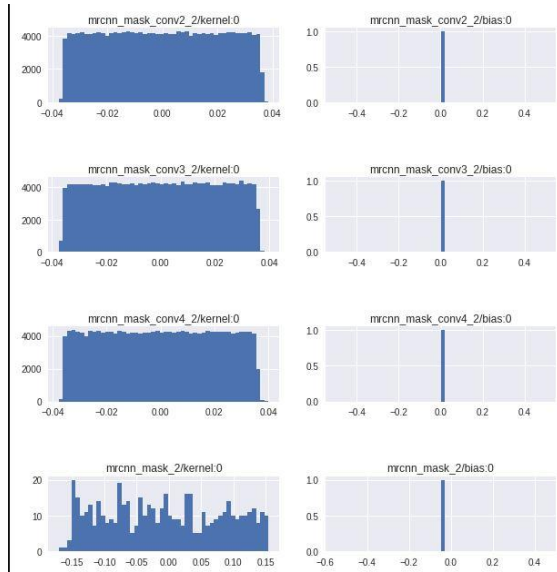 mrcnn_mask_conv2_2/kernel:0 mrcnn_mask_conv2_2/bias:0
4000 1.0
2000 0.5
0 0.0
−0.04 −0.02 0.00 0.02 0.04 −0.4 −0.2 0.0 0.2 0.4
mrcnn_mask_conv3_2/kernel:0 mrcnn_mask_conv3_2/bias:0
4000 1.0
2000 0.5
0 0.0
−0.04 −0.02 0.00 0.02 0.04 −0.4 −0.2 0.0 0.2 0.4
mrcnn_mask_conv4_2/kernel:0 mrcnn_mask_conv4_2/bias:0
4000 1.0
2000 0.5
0 0.0
−0.04 −0.02 0.00 0.02 0.04 −0.4 −0.2 0.0 0.2 0.4
mrcnn_mask_2/kernel:0 mrcnn_mask_2/bias:0
20 1.0
10 0.5
0 0.0
−0.15 −0.10 −0.05 0.00 0.05 0.10 0.15 −0.6 −0.4 −0.2 0.0 0.2 0.4